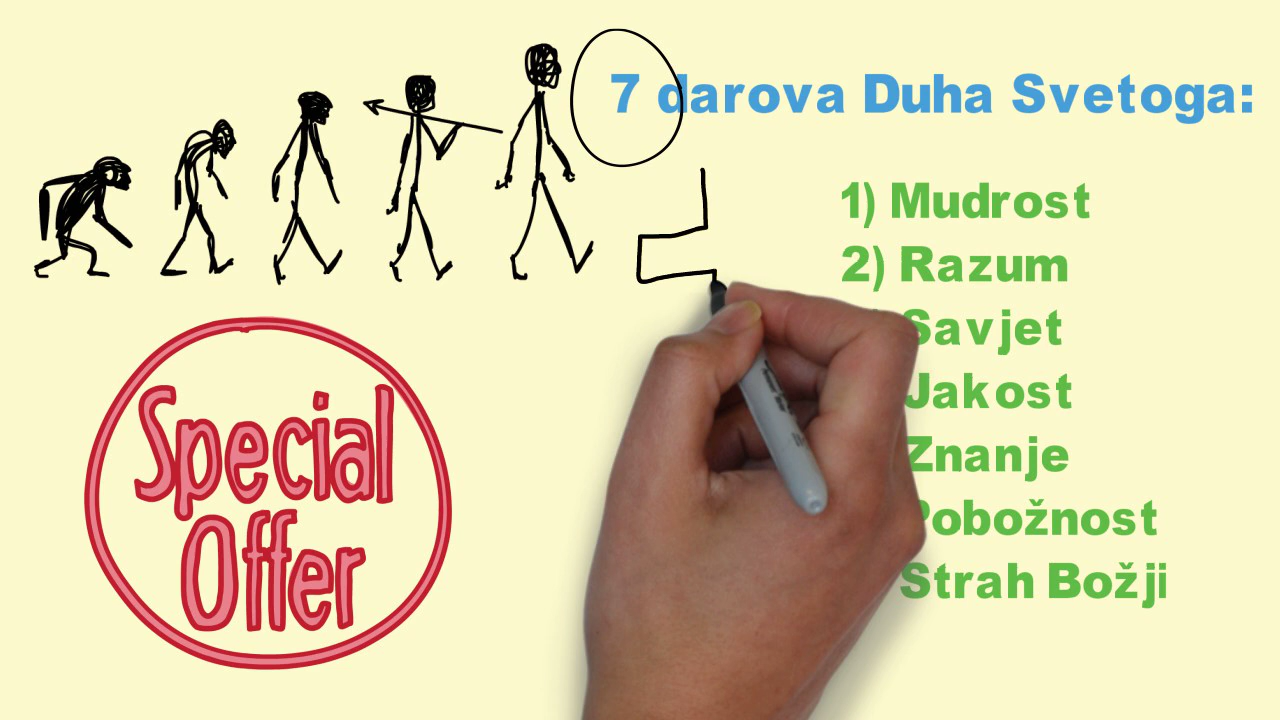 7 darova Duha Svetoga:
1) Mudrost
2) Razum
Savjet
Jakost
Znanje
Pobožnost
Strah Božji
Special
Offer